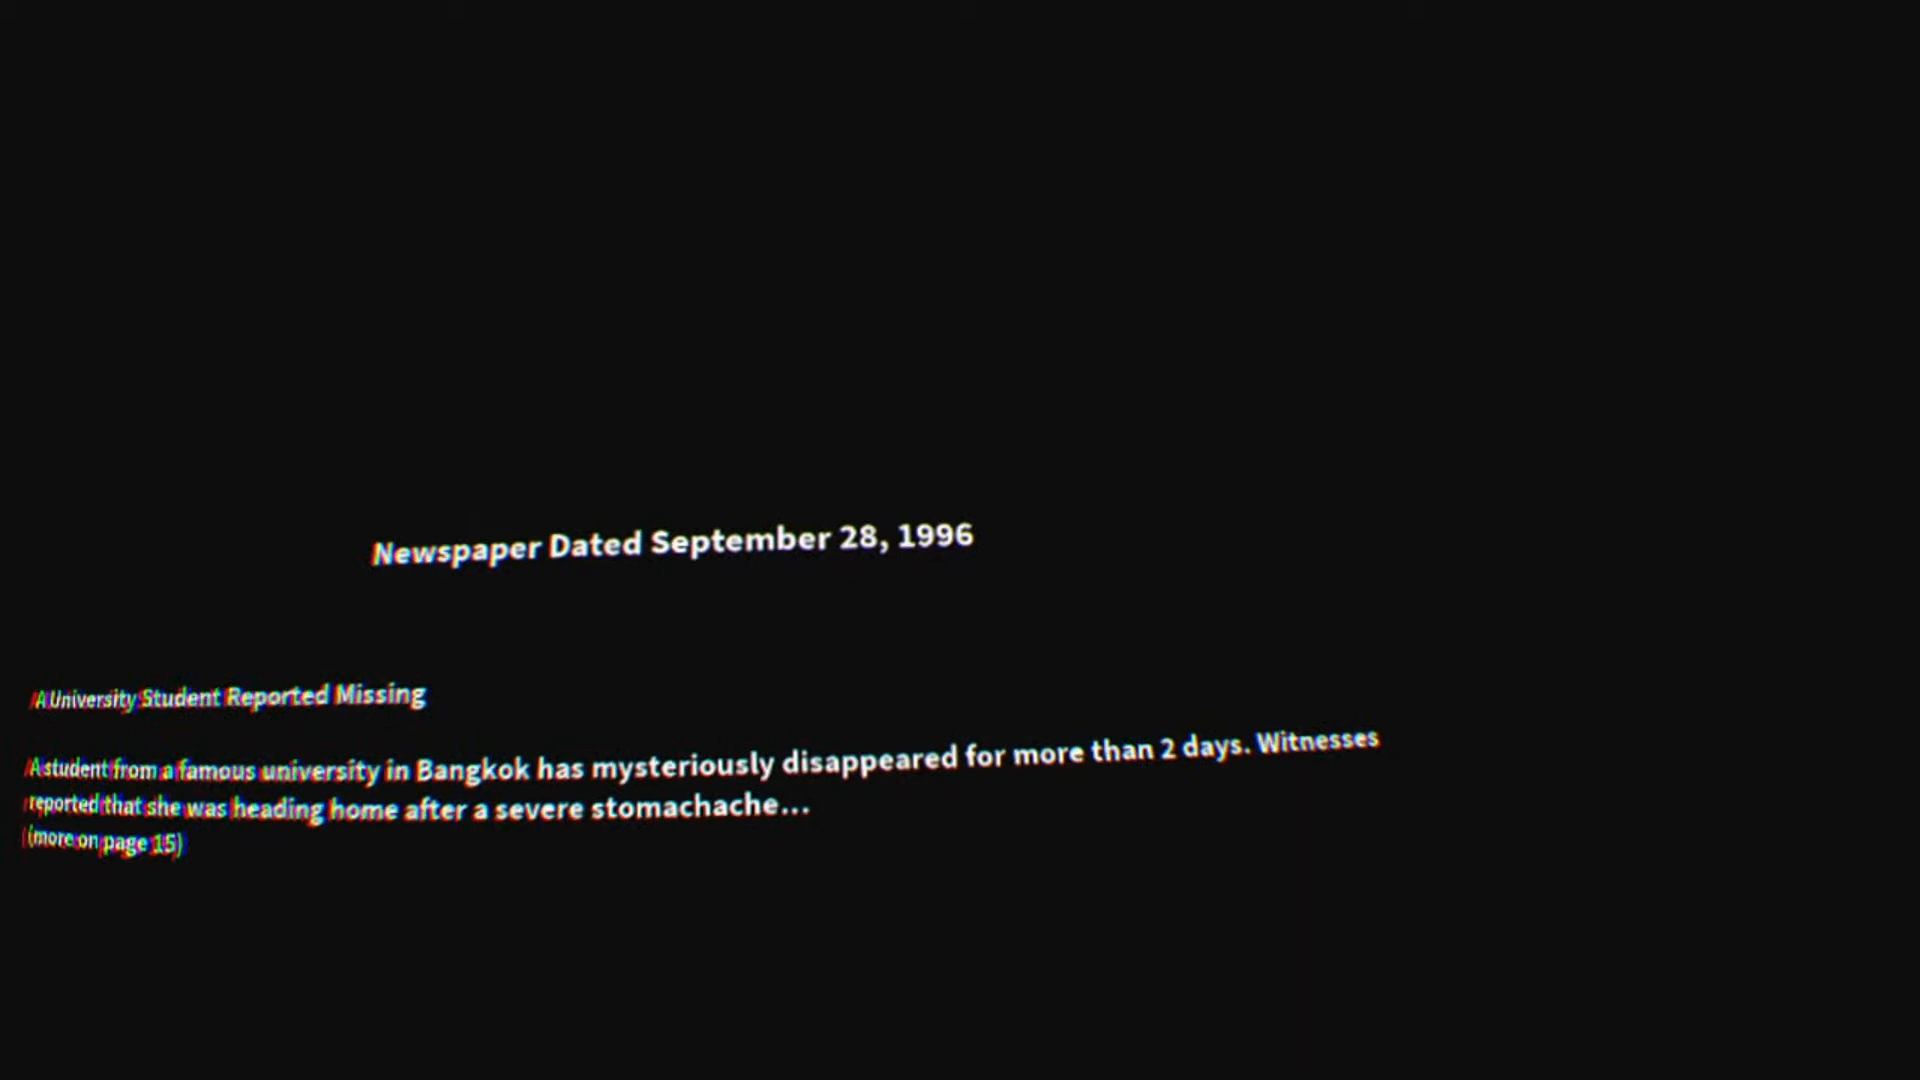 Newspaper Dated September 28, 1996
A University Student Reported Missing
A student from a famous university in Bangkok has mysteriously disappeared for more than 2 days. Witnesses
reported that she was heading home after a severe stomachache...
(more on page 15)